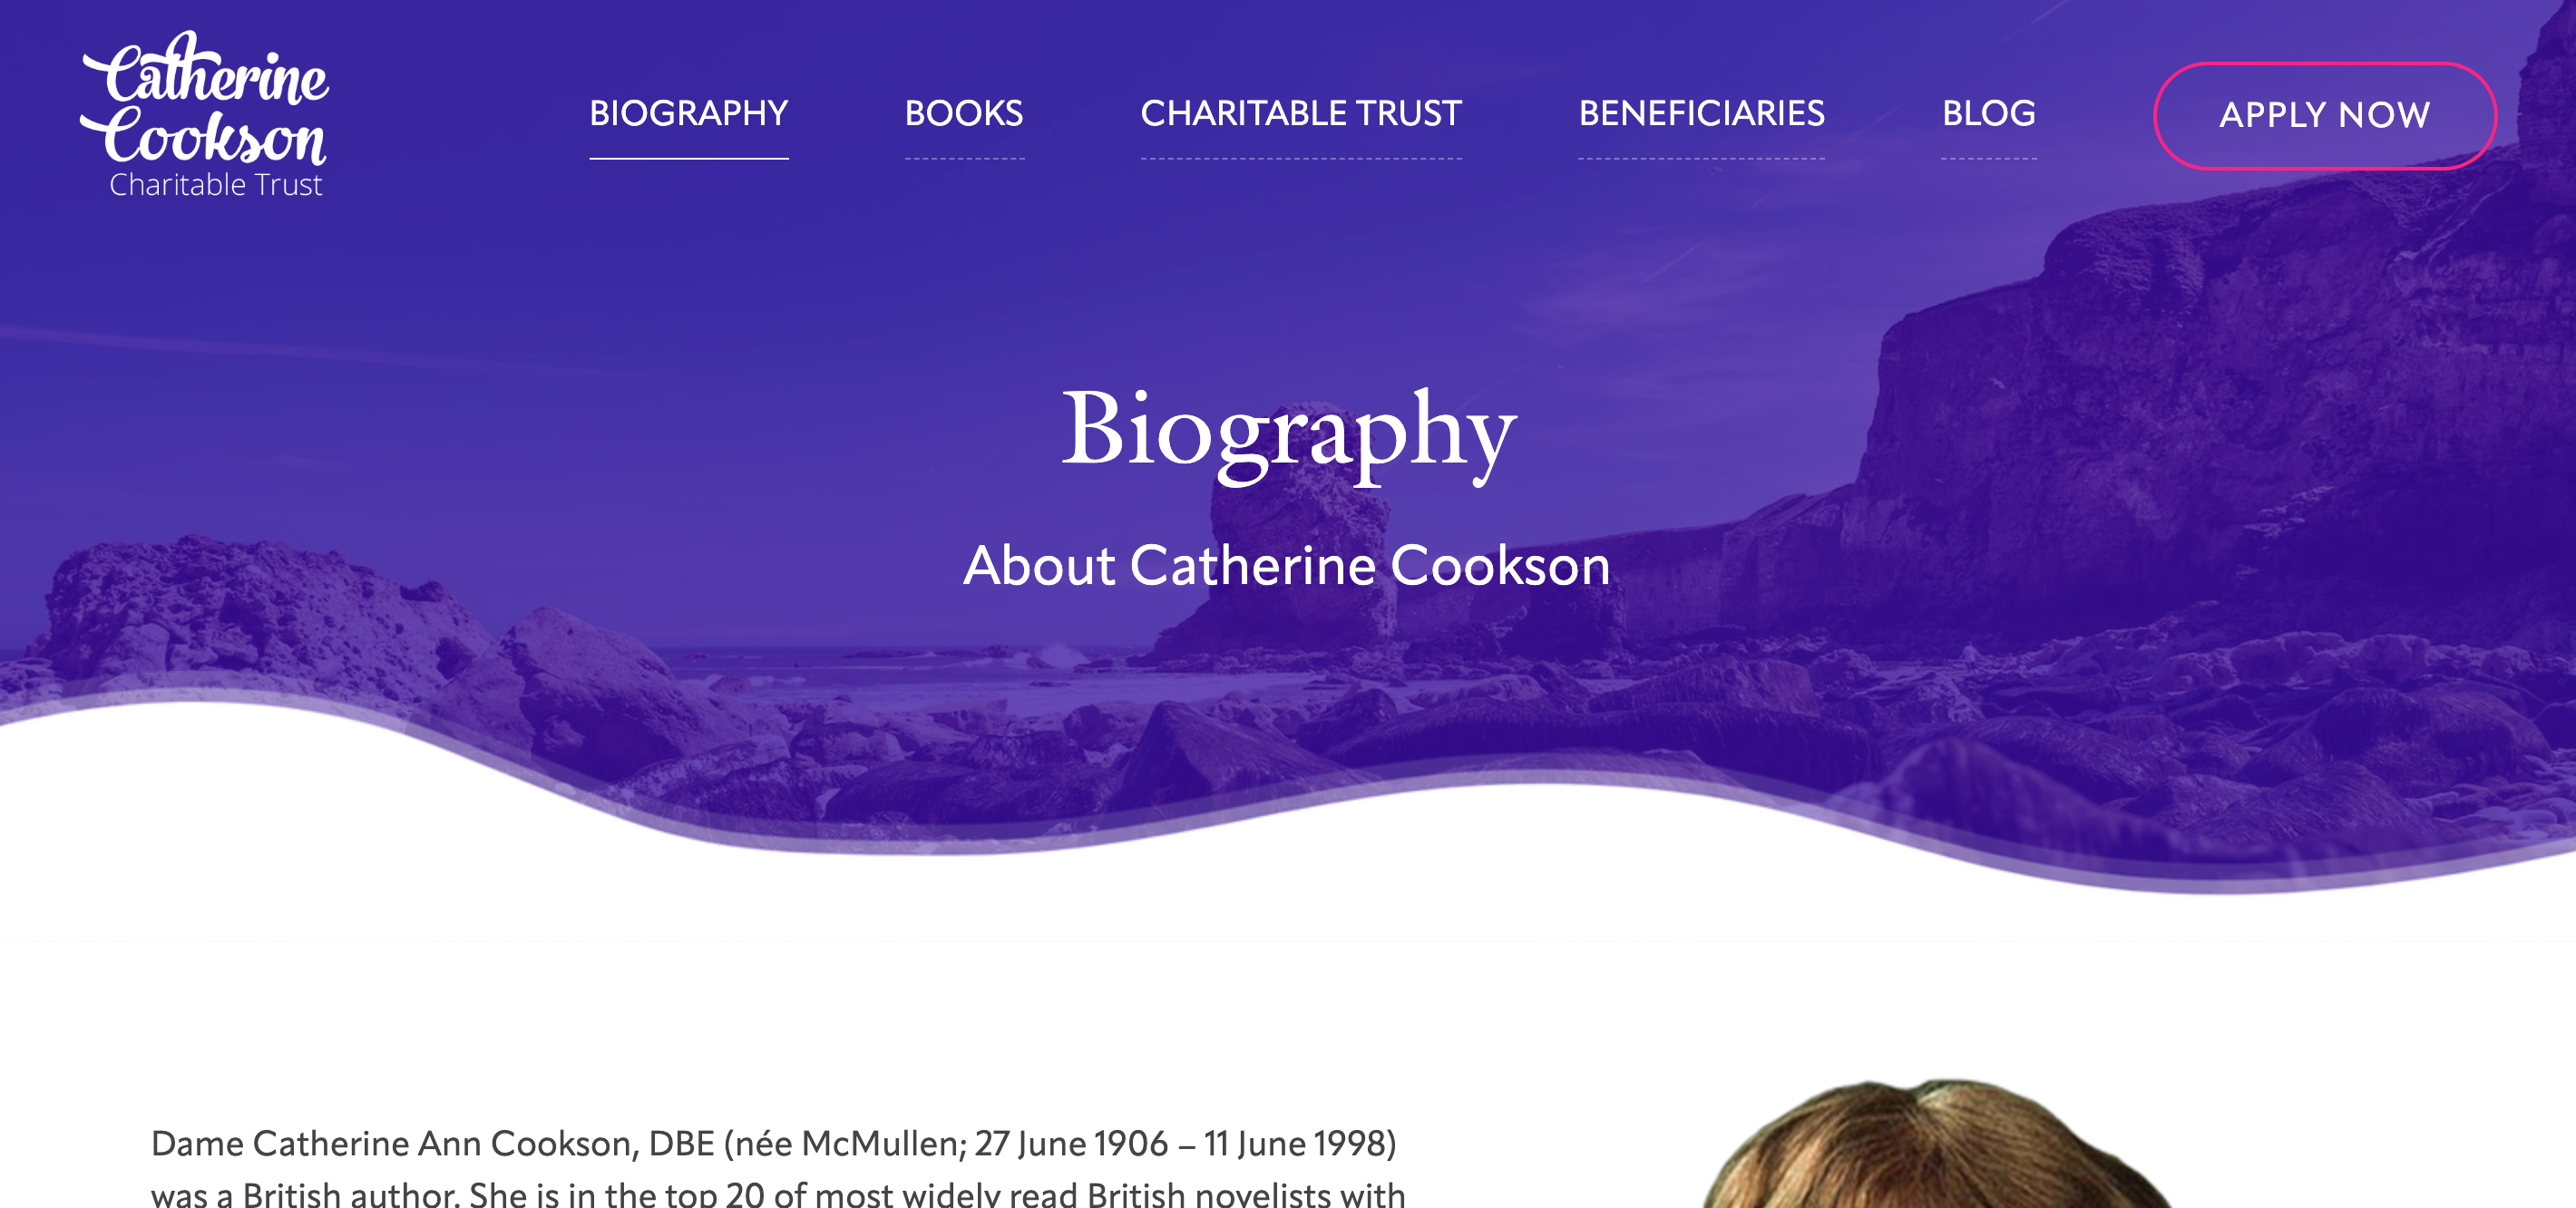 Catherine
Cookson
Charitable Trust
BIOGRAPHY
BOOKS
CHARITABLE TRUST
BENEFICIARIES
BLOG
APPLY NOW
Biography
About Catherine Cookson
Dame Catherine Ann Cookson, DBE (née McMullen; 27 June 1906 – 11 June 1998)
was a British author. She is in the top 20 of most widely read British novelists with